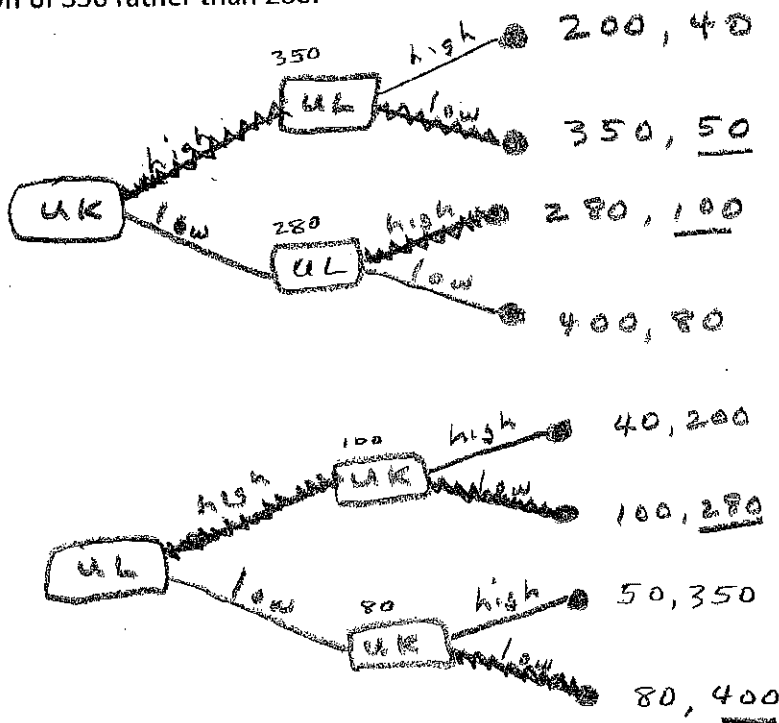 on of 350 rather than 280.
350 high 200, 40
UL
high low 350, 50
UK
low 280 high 280, 100
UL low
400, 80
100 high 40, 200
high UK low
100, 280
UL
low 80 high 50, 350
UK low
80, 400